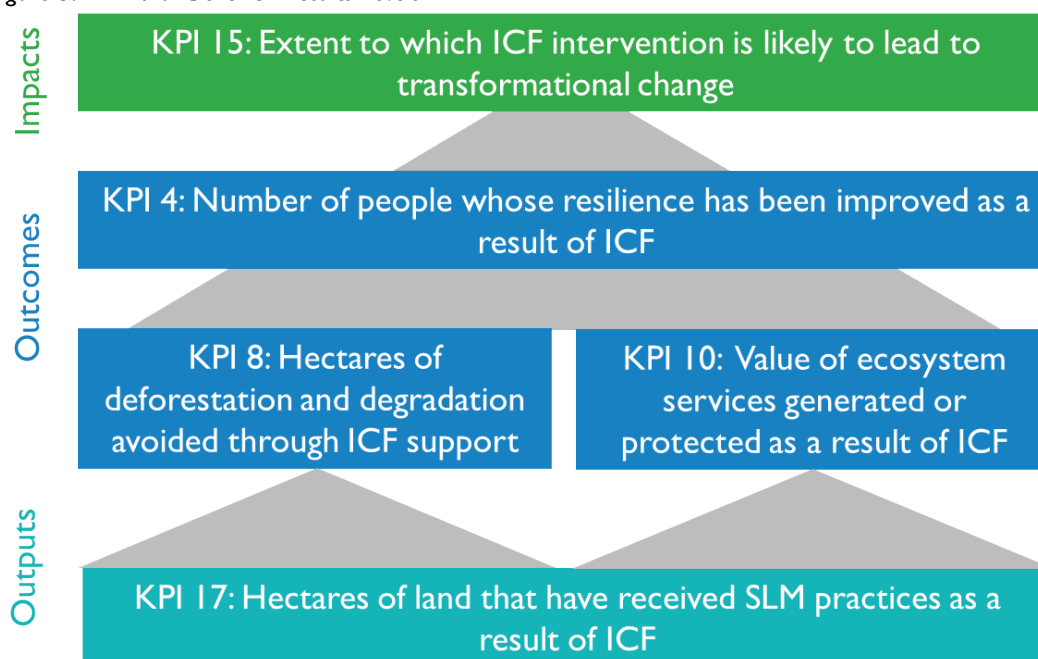 Impacts
KPI 15: Extent to which ICF intervention is likely to lead to
transformational change
Outcomes
KPI 4: Number of people whose resilience has been improved as a
result of ICF
KPI 8: Hectares of
deforestation and degradation
avoided through ICF support
KPI 10: Value of ecosystem
services generated or
protected as a result of ICF
Outputs
KPI 17: Hectares of land that have received SLM practices as a
result of ICF